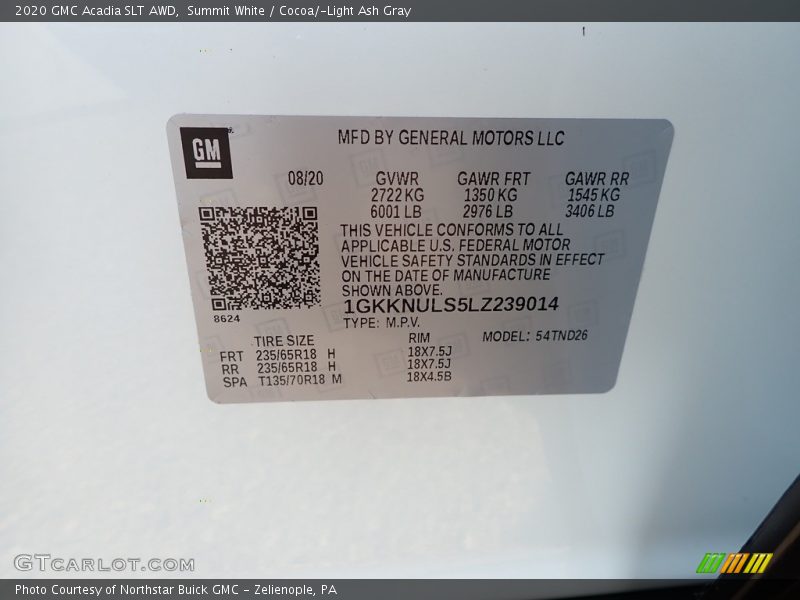 2020 GMC Acadia SLT AWD,  Summit White / Cocoa/­Light Ash Gray
GM
MFD BY GENERAL MOTORS LLC
08/20 GVWR GAWR FRT GAWR RR
2722 KG 1350 KG 1545 KG
6001 LB 2976 LB 3406 LB
THIS VEHICLE CONFORMS TO ALL
APPLICABLE U.S. FEDERAL MOTOR
VEHICLE SAFETY STANDARDS IN EFFECT
ON THE DATE OF MANUFACTURE
SHOWN ABOVE.
1GKKNULS5LZ239014
8624
TYPE: M.P.V.
TIRE SIZE RIM MODEL: 54TND26
FRT 235/65R18 H 18X7.5J
RR 235/65R18 H 18X7.5J
SPA T135/70R18 M 18X4.5B
GTCARLOT.COM
Photo Courtesy of Northstar Buick GMC - Zelienople, PA